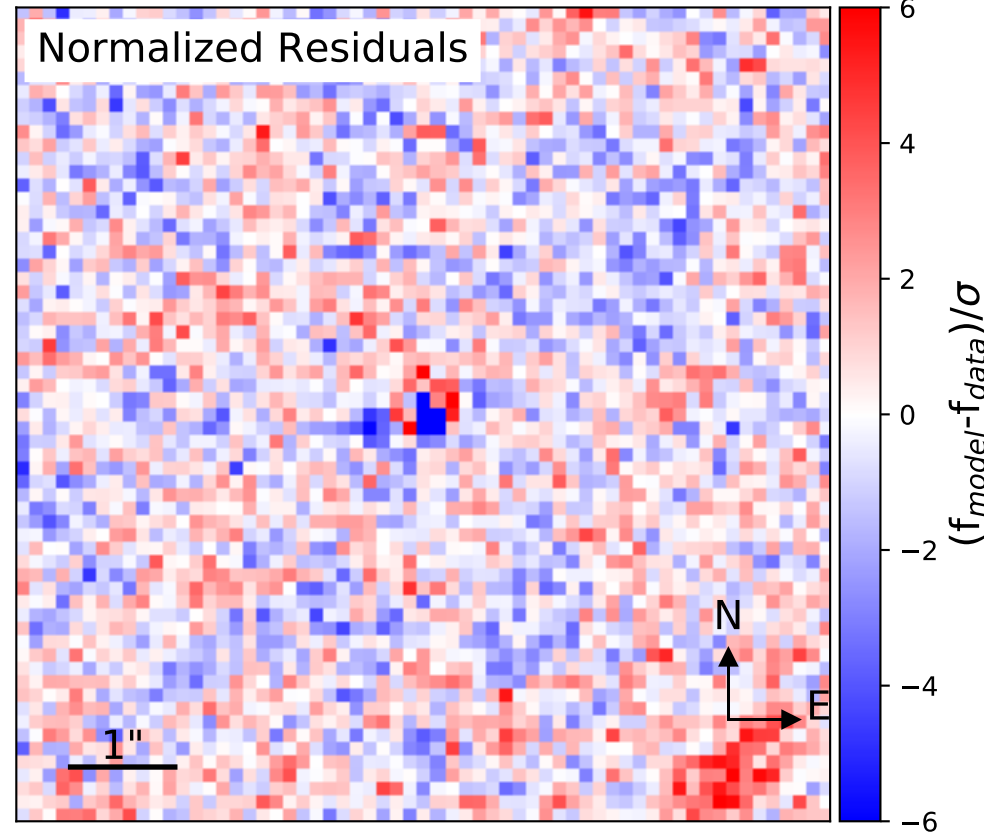 Normalized Residuals
6
4
2
0
−2
−4
−6
(f_model-f_data)/σ
N
E
1"